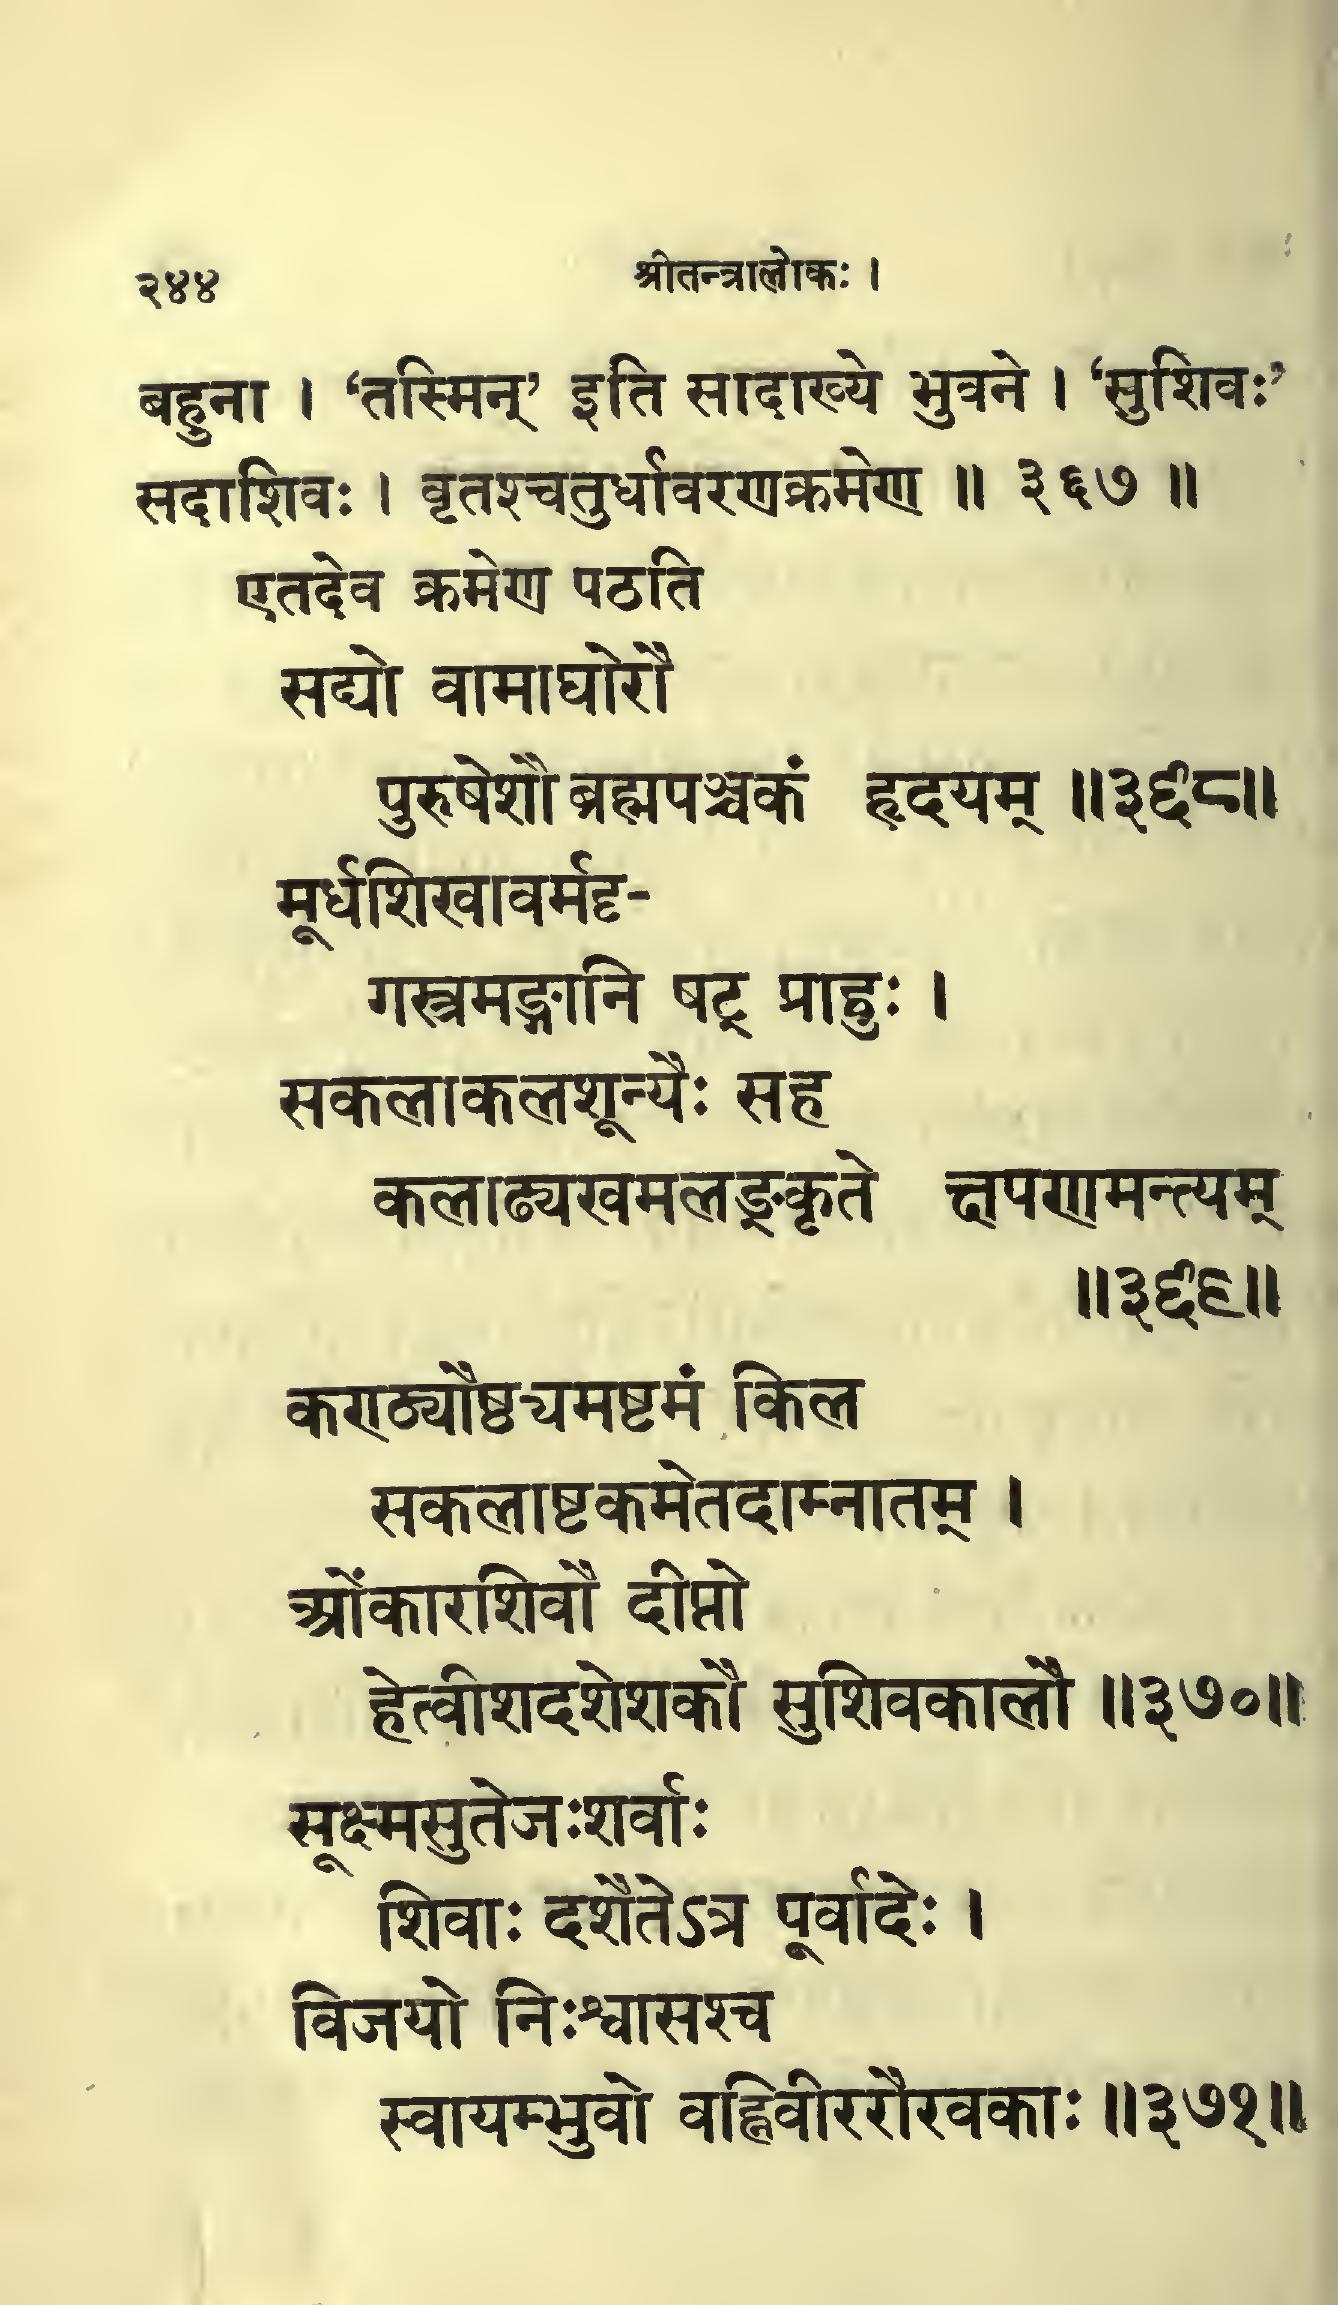 २४४ श्रीतन्त्रालोकः ।
बहुना । ‘तस्मिन्’ इति सादाख्ये भुवने । ‘सुशिवः’
सदाशिवः । वृतश्चतुर्धावरणक्रमेण ॥ ३६७ ॥
एतदेव क्रमेण पठति
सद्यो वामाघोरौ
पुरुषेशौ ब्रह्मपञ्चकं हृदयम् ॥३६८॥
मूर्धशिखावर्मदृ-
गस्त्रमङ्गानि षट् प्राहुः ।
सकलाकलशून्यैः सह
कलाढ्यखमलङ्कृते क्षपणमन्त्यम्
॥३६९॥
कण्ठ्यौष्ठ्यमष्टमं किल
सकलाष्टकमेतदाम्नातम् ।
ओंकारशिवौ दीप्तो
हेत्वीशदशेशकौ सुशिवकालौ ॥३७०॥
सूक्ष्मसुतेजःशर्वाः
शिवाः दशैतेऽत्र पूर्वादेः ।
विजयो निःश्वासश्च
स्वायम्भुवो वह्निवीररौरवकाः ॥३७१॥